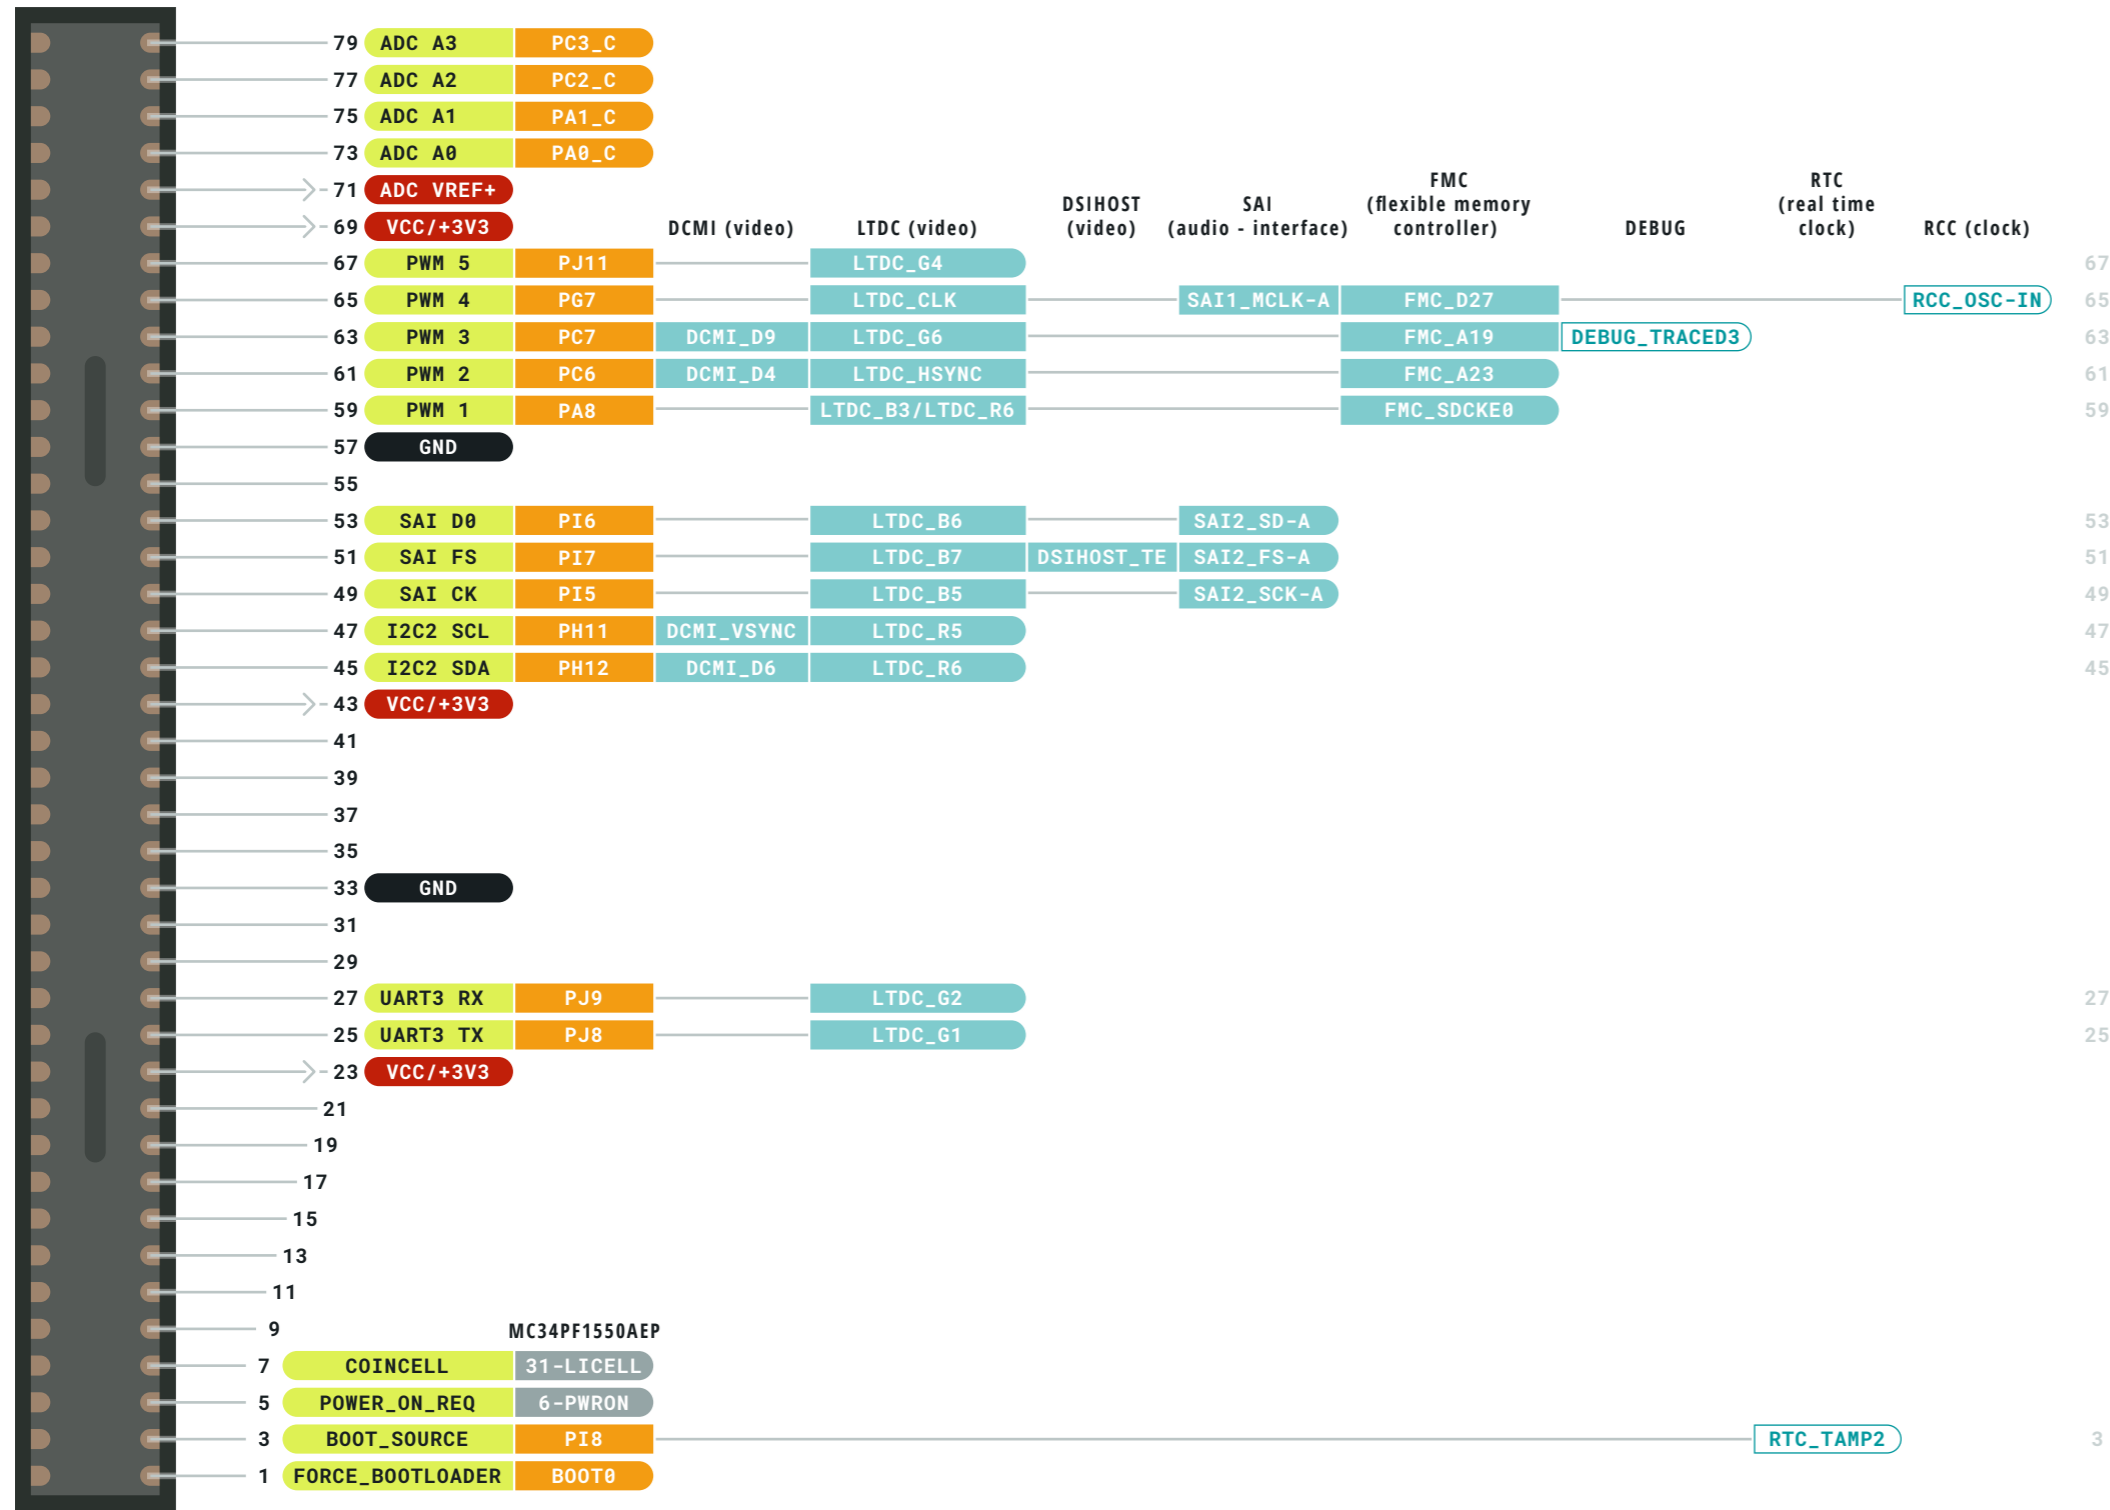 79 ADC A3 PC3_C
77 ADC A2 PC2_C
75 ADC A1 PA1_C
73 ADC A0 PA0_C
71 ADC VREF+
69 VCC/+3V3
DCMI (video)
LTDC (video)
DSIHOST
(video)
SAI
(audio - interface)
FMC
(flexible memory
controller)
DEBUG
RTC
(real time
clock)
RCC (clock)
67 PWM 5 PJ11 LTDC_G4 67
65 PWM 4 PG7 LTDC_CLK SAI1_MCLK-A FMC_D27 RCC_OSC-IN 65
63 PWM 3 PC7 DCMI_D9 LTDC_G6 FMC_A19 DEBUG_TRACED3 63
61 PWM 2 PC6 DCMI_D4 LTDC_HSYNC FMC_A23 61
59 PWM 1 PA8 LTDC_B3/LTDC_R6 FMC_SDCKE0 59
57 GND
55
53 SAI D0 PI6 LTDC_B6 SAI2_SD-A 53
51 SAI FS PI7 LTDC_B7 DSIHOST_TE SAI2_FS-A 51
49 SAI CK PI5 LTDC_B5 SAI2_SCK-A 49
47 I2C2 SCL PH11 DCMI_VSYNC LTDC_R5 47
45 I2C2 SDA PH12 DCMI_D6 LTDC_R6 45
43 VCC/+3V3
41
39
37
35
33 GND
31
29
27 UART3 RX PJ9 LTDC_G2 27
25 UART3 TX PJ8 LTDC_G1 25
23 VCC/+3V3
21
19
17
15
13
11
9
MC34PF1550AEP
7 COINCELL 31-LICELL
5 POWER_ON_REQ 6-PWRON
3 BOOT_SOURCE PI8 RTC_TAMP2 3
1 FORCE_BOOTLOADER BOOT0